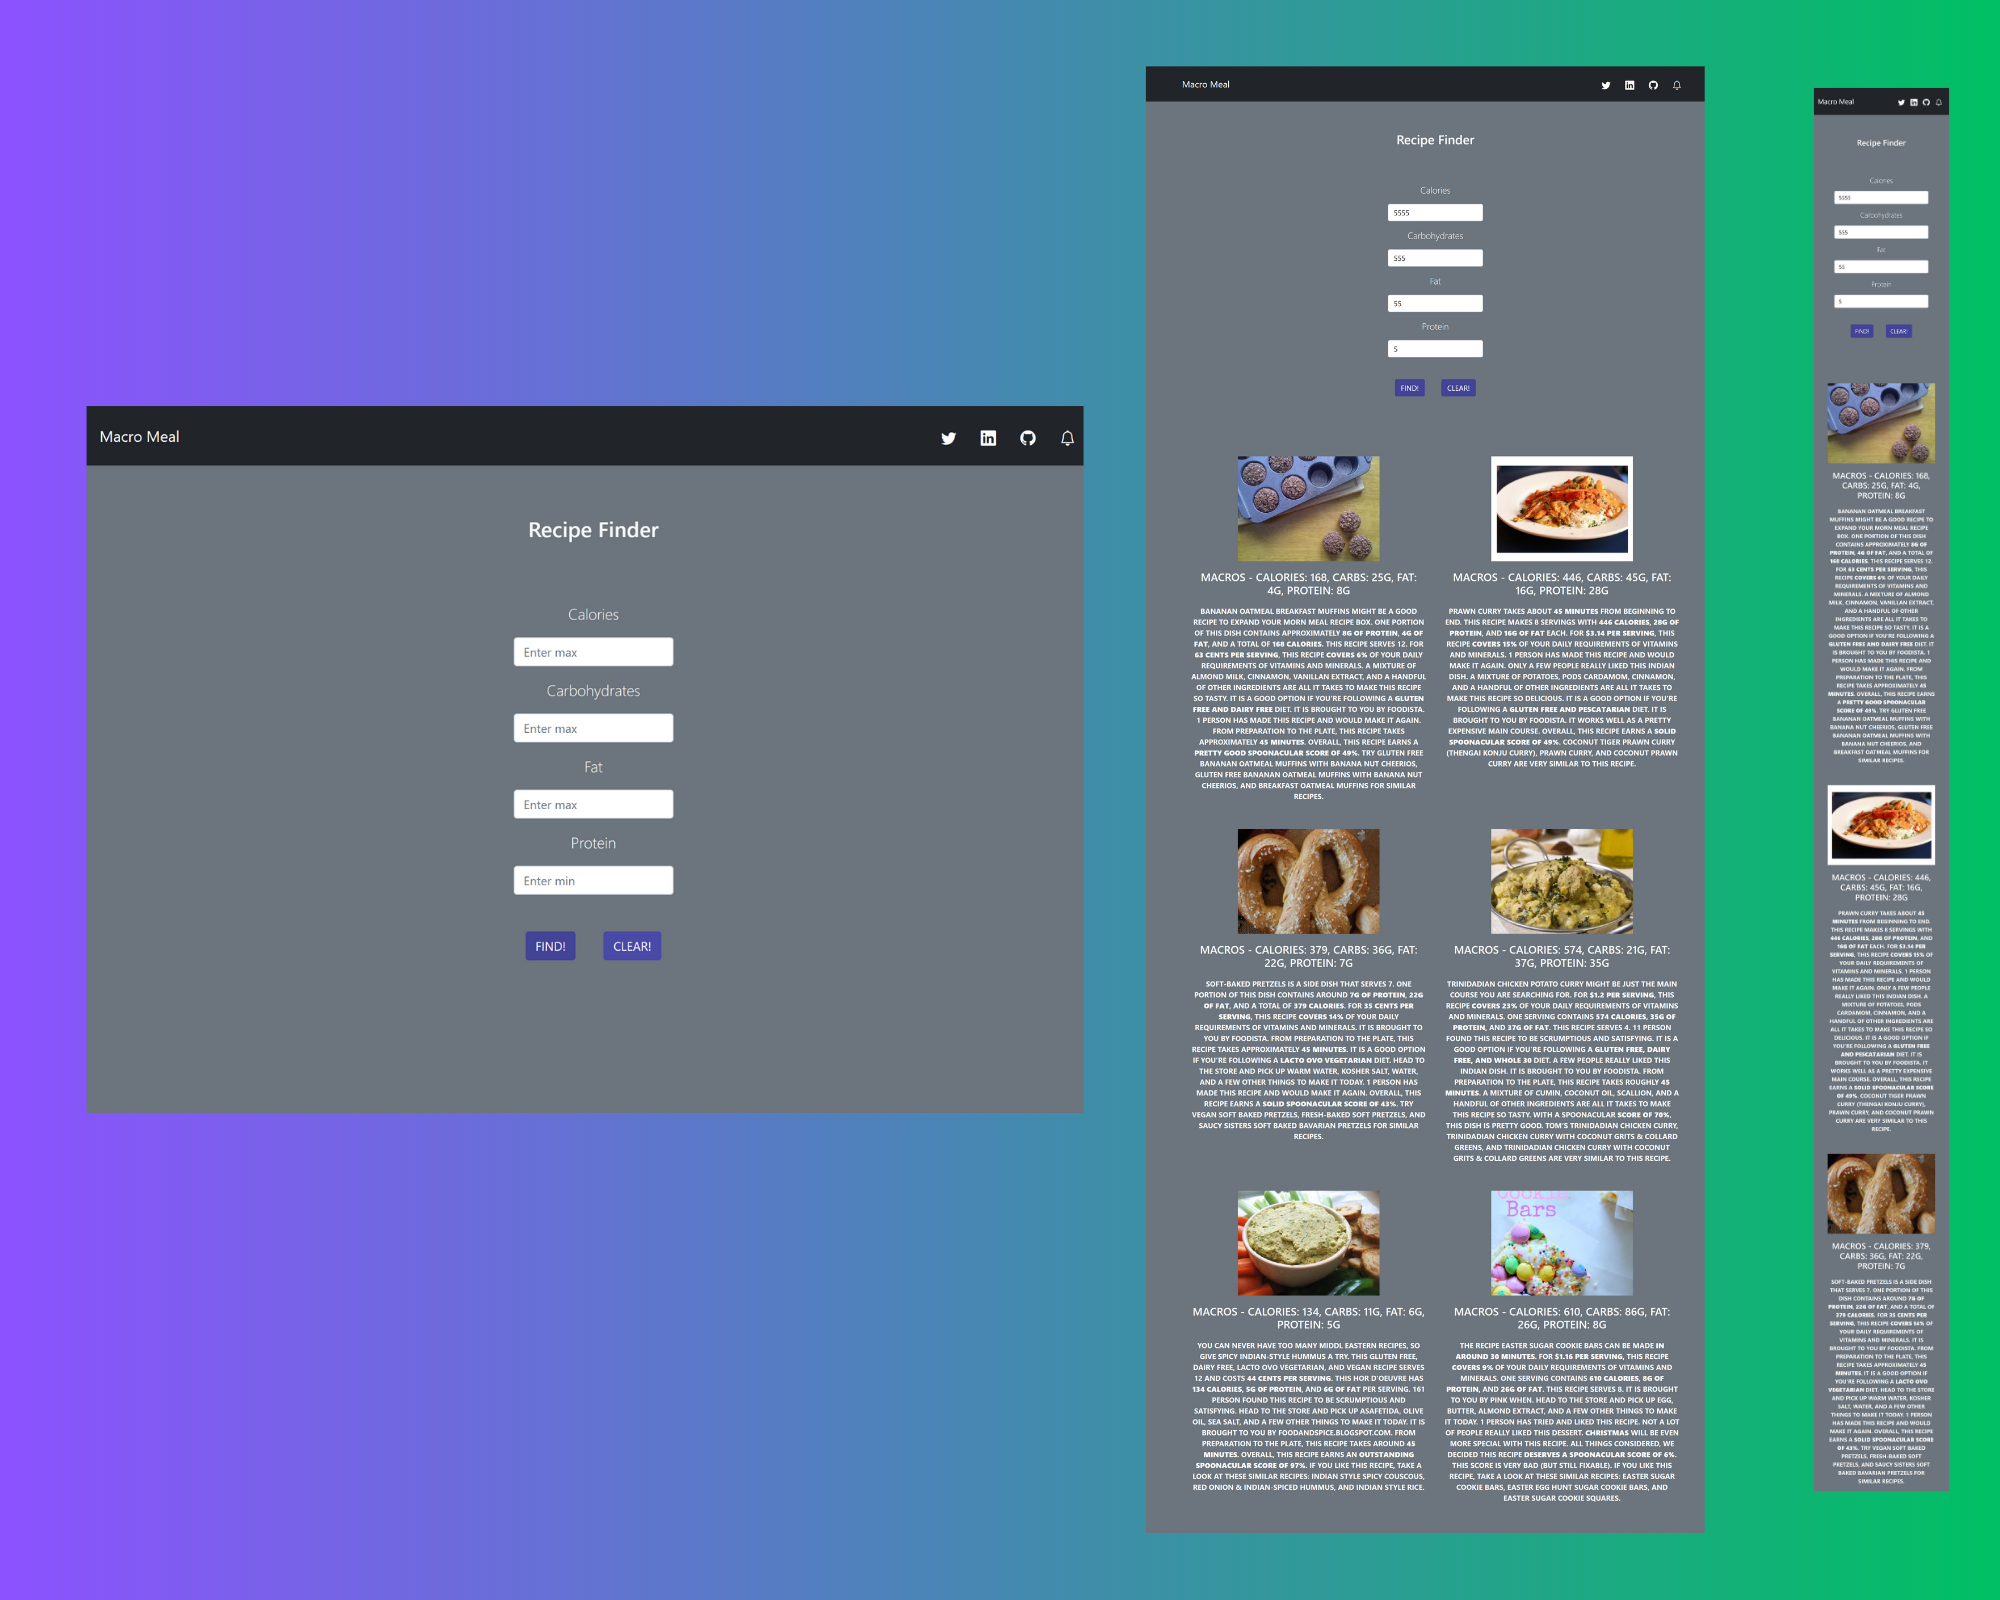 Macro Meal
Recipe Finder
Calories
Enter max
Carbohydrates
Enter max
Fat
Enter max
Protein
Enter min
FIND! CLEAR!
Macro Meal
Recipe Finder
Calories
5555
Carbohydrates
555
Fat
55
Protein
5
FIND! CLEAR!
MACROS - CALORIES: 168, CARBS: 25G, FAT:
4G, PROTEIN: 8G
BANANAN OATMEAL BREAKFAST MUFFINS MIGHT BE A GOOD
RECIPE TO EXPAND YOUR MORN MEAL RECIPE BOX. ONE PORTION
OF THIS DISH CONTAINS APPROXIMATELY 8G OF PROTEIN, 4G OF
FAT, AND A TOTAL OF 168 CALORIES. THIS RECIPE SERVES 12. FOR
63 CENTS PER SERVING, THIS RECIPE COVERS 6% OF YOUR DAILY
REQUIREMENTS OF VITAMINS AND MINERALS. A MIXTURE OF
ALMOND MILK, CINNAMON, VANILLAN EXTRACT, AND A HANDFUL
OF OTHER INGREDIENTS ARE ALL IT TAKES TO MAKE THIS RECIPE
SO TASTY. IT IS A GOOD OPTION IF YOU'RE FOLLOWING A GLUTEN
FREE AND DAIRY FREE DIET. IT IS BROUGHT TO YOU BY FOODISTA.
1 PERSON HAS MADE THIS RECIPE AND WOULD MAKE IT AGAIN.
FROM PREPARATION TO THE PLATE, THIS RECIPE TAKES
APPROXIMATELY 45 MINUTES. OVERALL, THIS RECIPE EARNS A
PRETTY GOOD SPOONACULAR SCORE OF 49%. TRY GLUTEN FREE
BANANAN OATMEAL MUFFINS WITH BANANA NUT CHEERIOS,
GLUTEN FREE BANANAN OATMEAL MUFFINS WITH BANANA NUT
CHEERIOS, AND BREAKFAST OATMEAL MUFFINS FOR SIMILAR
RECIPES.
MACROS - CALORIES: 446, CARBS: 45G, FAT:
16G, PROTEIN: 28G
PRAWN CURRY TAKES ABOUT 45 MINUTES FROM BEGINNING TO
END. THIS RECIPE MAKES 8 SERVINGS WITH 446 CALORIES, 28G OF
PROTEIN, AND 16G OF FAT EACH. FOR $3.14 PER SERVING, THIS
RECIPE COVERS 15% OF YOUR DAILY REQUIREMENTS OF VITAMINS
AND MINERALS. 1 PERSON HAS MADE THIS RECIPE AND WOULD
MAKE IT AGAIN. ONLY A FEW PEOPLE REALLY LIKED THIS INDIAN
DISH. A MIXTURE OF POTATOES, PODS CARDAMOM, CINNAMON,
AND A HANDFUL OF OTHER INGREDIENTS ARE ALL IT TAKES TO
MAKE THIS RECIPE SO DELICIOUS. IT IS A GOOD OPTION IF YOU'RE
FOLLOWING A GLUTEN FREE AND PESCATARIAN DIET. IT IS
BROUGHT TO YOU BY FOODISTA. IT WORKS WELL AS A PRETTY
EXPENSIVE MAIN COURSE. OVERALL, THIS RECIPE EARNS A SOLID
SPOONACULAR SCORE OF 49%. COCONUT TIGER PRAWN CURRY
(THENGAI KONJU CURRY), PRAWN CURRY, AND COCONUT PRAWN
CURRY ARE VERY SIMILAR TO THIS RECIPE.
MACROS - CALORIES: 379, CARBS: 36G, FAT:
22G, PROTEIN: 7G
SOFT-BAKED PRETZELS IS A SIDE DISH THAT SERVES 7. ONE
PORTION OF THIS DISH CONTAINS AROUND 7G OF PROTEIN, 22G
OF FAT, AND A TOTAL OF 379 CALORIES. FOR 35 CENTS PER
SERVING, THIS RECIPE COVERS 14% OF YOUR DAILY
REQUIREMENTS OF VITAMINS AND MINERALS. IT IS BROUGHT TO
YOU BY FOODISTA. FROM PREPARATION TO THE PLATE, THIS
RECIPE TAKES APPROXIMATELY 45 MINUTES. IT IS A GOOD OPTION
IF YOU'RE FOLLOWING A LACTO OVO VEGETARIAN DIET. HEAD TO
THE STORE AND PICK UP WARM WATER, KOSHER SALT, WATER,
AND A FEW OTHER THINGS TO MAKE IT TODAY. 1 PERSON HAS
MADE THIS RECIPE AND WOULD MAKE IT AGAIN. OVERALL, THIS
RECIPE EARNS A SOLID SPOONACULAR SCORE OF 43%. TRY
VEGAN SOFT BAKED PRETZELS, FRESH-BAKED SOFT PRETZELS, AND
SAUCY SISTERS SOFT BAKED BAVARIAN PRETZELS FOR SIMILAR
RECIPES.
MACROS - CALORIES: 574, CARBS: 21G, FAT:
37G, PROTEIN: 35G
TRINIDADIAN CHICKEN POTATO CURRY MIGHT BE JUST THE MAIN
COURSE YOU ARE SEARCHING FOR. FOR $1.2 PER SERVING, THIS
RECIPE COVERS 23% OF YOUR DAILY REQUIREMENTS OF VITAMINS
AND MINERALS. ONE SERVING CONTAINS 574 CALORIES, 35G OF
PROTEIN, AND 37G OF FAT. THIS RECIPE SERVES 4. 11 PERSON
FOUND THIS RECIPE TO BE SCRUMPTIOUS AND SATISFYING. IT IS A
GOOD OPTION IF YOU'RE FOLLOWING A GLUTEN FREE, DAIRY
FREE, AND WHOLE 30 DIET. A FEW PEOPLE REALLY LIKED THIS
INDIAN DISH. IT IS BROUGHT TO YOU BY FOODISTA. FROM
PREPARATION TO THE PLATE, THIS RECIPE TAKES ROUGHLY 45
MINUTES. A MIXTURE OF CUMIN, COCONUT OIL, SCALLION, AND A
HANDFUL OF OTHER INGREDIENTS ARE ALL IT TAKES TO MAKE
THIS RECIPE SO TASTY. WITH A SPOONACULAR SCORE OF 70%,
THIS DISH IS PRETTY GOOD. TOM'S TRINIDADIAN CHICKEN CURRY,
TRINIDADIAN CHICKEN CURRY WITH COCONUT GRITS & COLLARD
GREENS, AND TRINIDADIAN CHICKEN CURRY WITH COCONUT
GRITS & COLLARD GREENS ARE VERY SIMILAR TO THIS RECIPE.
MACROS - CALORIES: 134, CARBS: 11G, FAT: 6G,
PROTEIN: 5G
YOU CAN NEVER HAVE TOO MANY MIDDL EASTERN RECIPES, SO
GIVE SPICY INDIAN-STYLE HUMMUS A TRY. THIS GLUTEN FREE,
DAIRY FREE, LACTO OVO VEGETARIAN, AND VEGAN RECIPE SERVES
12 AND COSTS 44 CENTS PER SERVING. THIS HOR D'OEUVRE HAS
134 CALORIES, 5G OF PROTEIN, AND 6G OF FAT PER SERVING. 161
PERSON FOUND THIS RECIPE TO BE SCRUMPTIOUS AND
SATISFYING. HEAD TO THE STORE AND PICK UP ASAFETIDA, OLIVE
OIL, SEA SALT, AND A FEW OTHER THINGS TO MAKE IT TODAY. IT IS
BROUGHT TO YOU BY FOODANDSPICE.BLOGSPOT.COM. FROM
PREPARATION TO THE PLATE, THIS RECIPE TAKES AROUND 45
MINUTES. OVERALL, THIS RECIPE EARNS AN OUTSTANDING
SPOONACULAR SCORE OF 97%. IF YOU LIKE THIS RECIPE, TAKE A
LOOK AT THESE SIMILAR RECIPES: INDIAN STYLE SPICY COUSCOUS,
RED ONION & INDIAN-SPICED HUMMUS, AND INDIAN STYLE RICE.
COOKIE
Bars
MACROS - CALORIES: 610, CARBS: 86G, FAT:
26G, PROTEIN: 8G
THE RECIPE EASTER SUGAR COOKIE BARS CAN BE MADE IN
AROUND 30 MINUTES. FOR $1.16 PER SERVING, THIS RECIPE
COVERS 9% OF YOUR DAILY REQUIREMENTS OF VITAMINS AND
MINERALS. ONE SERVING CONTAINS 610 CALORIES, 8G OF
PROTEIN, AND 26G OF FAT. THIS RECIPE SERVES 8. IT IS BROUGHT
TO YOU BY PINK WHEN. HEAD TO THE STORE AND PICK UP EGG,
BUTTER, ALMOND EXTRACT, AND A FEW OTHER THINGS TO MAKE
IT TODAY. 1 PERSON HAS TRIED AND LIKED THIS RECIPE. NOT A LOT
OF PEOPLE REALLY LIKED THIS DESSERT. CHRISTMAS WILL BE EVEN
MORE SPECIAL WITH THIS RECIPE. ALL THINGS CONSIDERED, WE
DECIDED THIS RECIPE DESERVES A SPOONACULAR SCORE OF 6%.
THIS SCORE IS VERY BAD (BUT STILL FIXABLE). IF YOU LIKE THIS
RECIPE, TAKE A LOOK AT THESE SIMILAR RECIPES: EASTER SUGAR
COOKIE BARS, EASTER EGG HUNT SUGAR COOKIE BARS, AND
EASTER SUGAR COOKIE SQUARES.
Macro Meal
Recipe Finder
Calories
5555
Carbohydrates
555
Fat
55
Protein
5
FIND! CLEAR!
MACROS - CALORIES: 168,
CARBS: 25G, FAT: 4G,
PROTEIN: 8G
BANANAN OATMEAL BREAKFAST
MUFFINS MIGHT BE A GOOD RECIPE TO
EXPAND YOUR MORN MEAL RECIPE
BOX. ONE PORTION OF THIS DISH
CONTAINS APPROXIMATELY 8G OF
PROTEIN, 4G OF FAT, AND A TOTAL OF
168 CALORIES. THIS RECIPE SERVES 12.
FOR 63 CENTS PER SERVING, THIS
RECIPE COVERS 6% OF YOUR DAILY
REQUIREMENTS OF VITAMINS AND
MINERALS. A MIXTURE OF ALMOND
MILK, CINNAMON, VANILLAN EXTRACT,
AND A HANDFUL OF OTHER
INGREDIENTS ARE ALL IT TAKES TO
MAKE THIS RECIPE SO TASTY. IT IS A
GOOD OPTION IF YOU'RE FOLLOWING A
GLUTEN FREE AND DAIRY FREE DIET. IT
IS BROUGHT TO YOU BY FOODISTA. 1
PERSON HAS MADE THIS RECIPE AND
WOULD MAKE IT AGAIN. FROM
PREPARATION TO THE PLATE, THIS
RECIPE TAKES APPROXIMATELY 45
MINUTES. OVERALL, THIS RECIPE EARNS
A PRETTY GOOD SPOONACULAR
SCORE OF 49%. TRY GLUTEN FREE
BANANAN OATMEAL MUFFINS WITH
BANANA NUT CHEERIOS, GLUTEN FREE
BANANAN OATMEAL MUFFINS WITH
BANANA NUT CHEERIOS, AND
BREAKFAST OATMEAL MUFFINS FOR
SIMILAR RECIPES.
MACROS - CALORIES: 446,
CARBS: 45G, FAT: 16G,
PROTEIN: 28G
PRAWN CURRY TAKES ABOUT 45
MINUTES FROM BEGINNING TO END.
THIS RECIPE MAKES 8 SERVINGS WITH
446 CALORIES, 28G OF PROTEIN, AND
16G OF FAT EACH. FOR $3.14 PER
SERVING, THIS RECIPE COVERS 15% OF
YOUR DAILY REQUIREMENTS OF
VITAMINS AND MINERALS. 1 PERSON
HAS MADE THIS RECIPE AND WOULD
MAKE IT AGAIN. ONLY A FEW PEOPLE
REALLY LIKED THIS INDIAN DISH. A
MIXTURE OF POTATOES, PODS
CARDAMOM, CINNAMON, AND A
HANDFUL OF OTHER INGREDIENTS ARE
ALL IT TAKES TO MAKE THIS RECIPE SO
DELICIOUS. IT IS A GOOD OPTION IF
YOU'RE FOLLOWING A GLUTEN FREE
AND PESCATARIAN DIET. IT IS
BROUGHT TO YOU BY FOODISTA. IT
WORKS WELL AS A PRETTY EXPENSIVE
MAIN COURSE. OVERALL, THIS RECIPE
EARNS A SOLID SPOONACULAR SCORE
OF 49%. COCONUT TIGER PRAWN
CURRY (THENGAI KONJU CURRY),
PRAWN CURRY, AND COCONUT PRAWN
CURRY ARE VERY SIMILAR TO THIS
RECIPE.
MACROS - CALORIES: 379,
CARBS: 36G, FAT: 22G,
PROTEIN: 7G
SOFT-BAKED PRETZELS IS A SIDE DISH
THAT SERVES 7. ONE PORTION OF THIS
DISH CONTAINS AROUND 7G OF
PROTEIN, 22G OF FAT, AND A TOTAL OF
379 CALORIES. FOR 35 CENTS PER
SERVING, THIS RECIPE COVERS 14% OF
YOUR DAILY REQUIREMENTS OF
VITAMINS AND MINERALS. IT IS
BROUGHT TO YOU BY FOODISTA. FROM
PREPARATION TO THE PLATE, THIS
RECIPE TAKES APPROXIMATELY 45
MINUTES. IT IS A GOOD OPTION IF
YOU'RE FOLLOWING A LACTO OVO
VEGETARIAN DIET. HEAD TO THE STORE
AND PICK UP WARM WATER, KOSHER
SALT, WATER, AND A FEW OTHER
THINGS TO MAKE IT TODAY. 1 PERSON
HAS MADE THIS RECIPE AND WOULD
MAKE IT AGAIN. OVERALL, THIS RECIPE
EARNS A SOLID SPOONACULAR SCORE
OF 43%. TRY VEGAN SOFT BAKED
PRETZELS, FRESH-BAKED SOFT
PRETZELS, AND SAUCY SISTERS SOFT
BAKED BAVARIAN PRETZELS FOR
SIMILAR RECIPES.